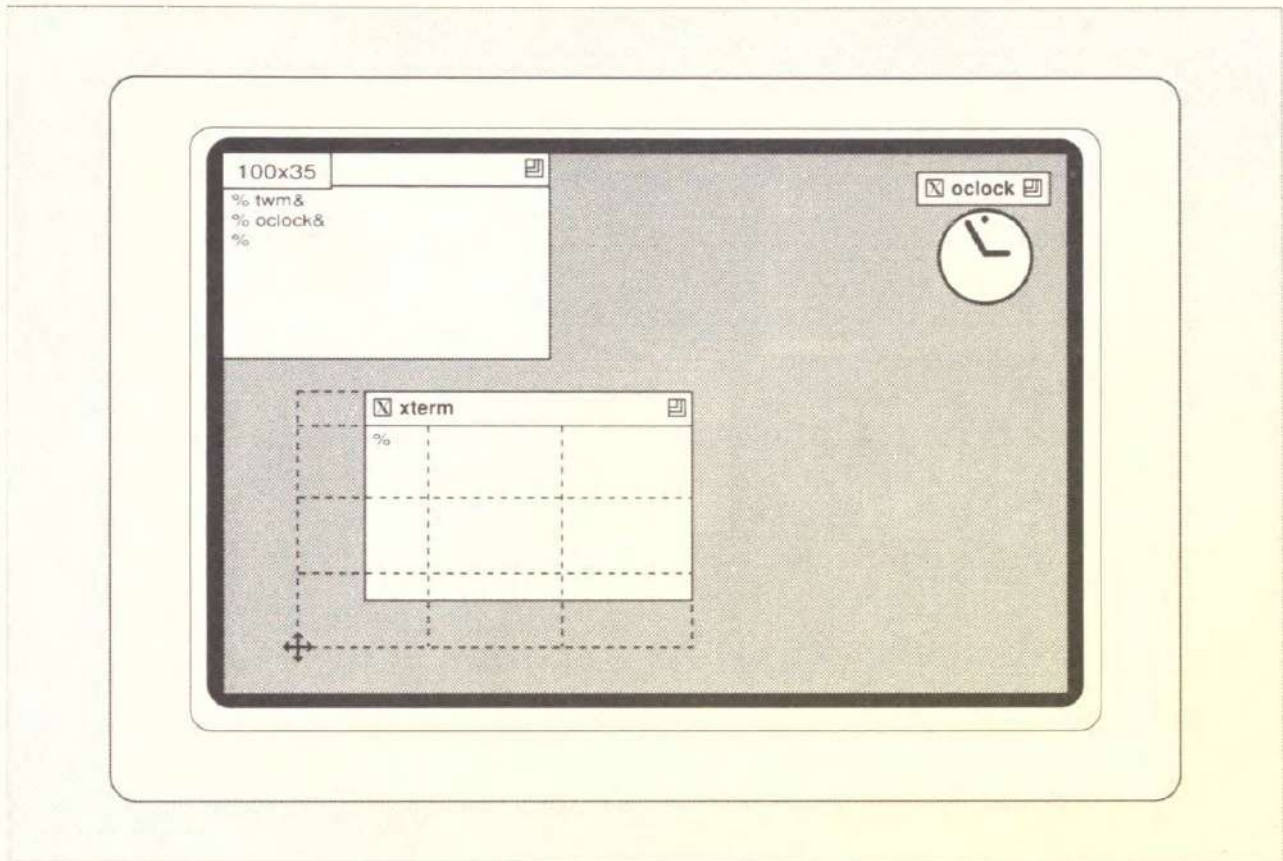 100x35
% twm&
% oclock&
%
X oclock
X xterm
%